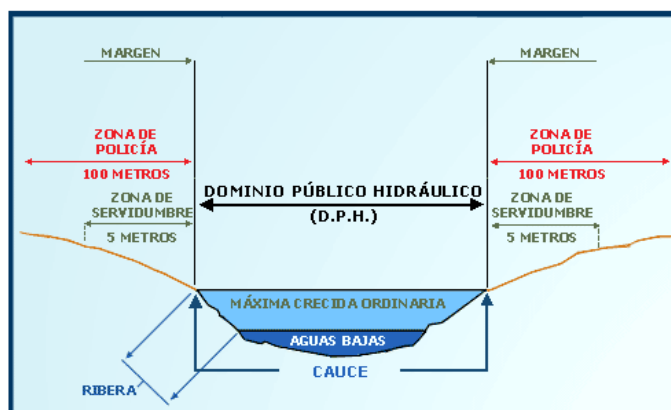 MARGEN
MARGEN
ZONA DE
POLICÍA
100 METROS
ZONA DE
POLICÍA
100 METROS
DOMINIO PÚBLICO HIDRÁULICO
(D.P.H.)
ZONA DE
SERVIDUMBRE
5 METROS
ZONA DE
SERVIDUMBRE
5 METROS
MÁXIMA CRECIDA ORDINARIA
AGUAS BAJAS
CAUCE
RIBERA